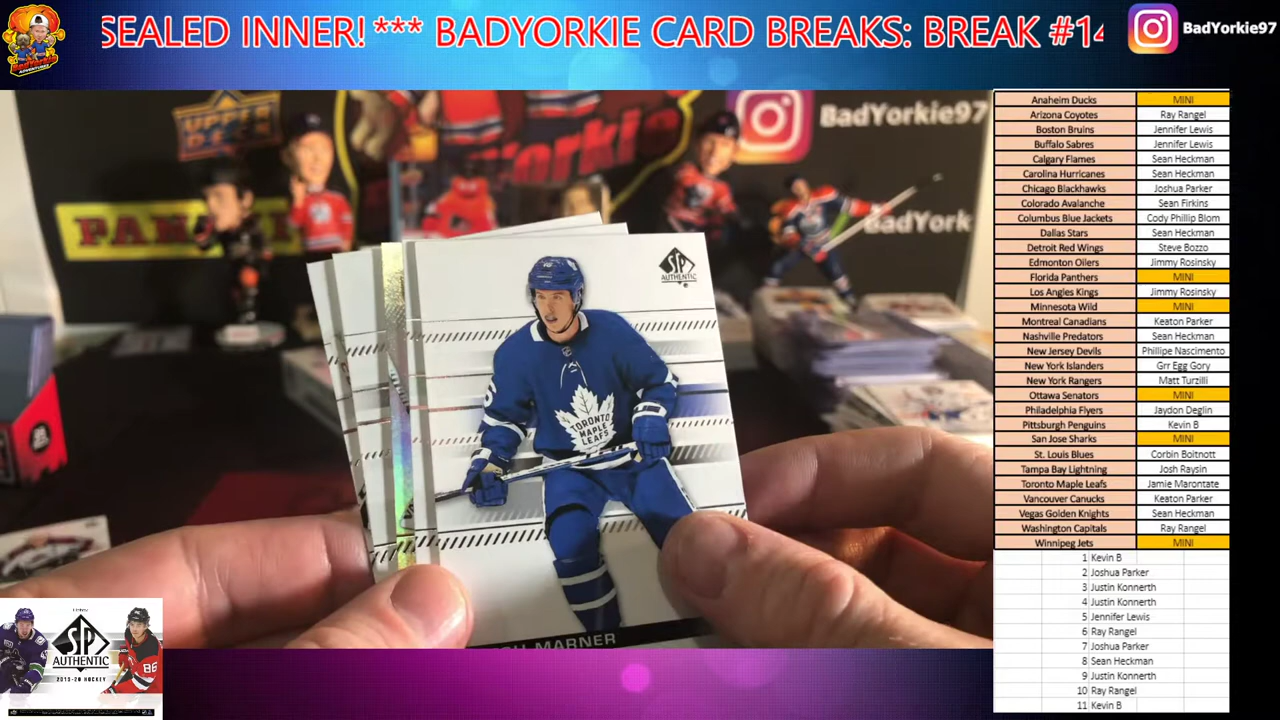 SEALED INNER! *** BADYORKIE CARD BREAKS: BREAK #14
BadYorkie97
BADYORKIE
ADVENTURES
UPPER DECK
PANINI
Yorkie
BadYorkie97
BadYork
SP
AUTHENTIC
TORONTO
MAPLE
LEAFS
MARNER
SP
AUTHENTIC
2019-20 HOCKEY
86
Anaheim Ducks MINI
Arizona Coyotes Ray Rangel
Boston Bruins Jennifer Lewis
Buffalo Sabres Jennifer Lewis
Calgary Flames Sean Heckman
Carolina Hurricanes Sean Heckman
Chicago Blackhawks Joshua Parker
Colorado Avalanche Sean Firkins
Columbus Blue Jackets Cody Phillip Blom
Dallas Stars Sean Heckman
Detroit Red Wings Steve Bozzo
Edmonton Oilers Jimmy Rosinsky
Florida Panthers MINI
Los Angles Kings Jimmy Rosinsky
Minnesota Wild MINI
Montreal Canadians Keaton Parker
Nashville Predators Sean Heckman
New Jersey Devils Phillipe Nascimento
New York Islanders Grr Egg Gory
New York Rangers Matt Turzilli
Ottawa Senators MINI
Philadelphia Flyers Jaydon Deglin
Pittsburgh Penguins Kevin B
San Jose Sharks MINI
St. Louis Blues Corbin Boitnott
Tampa Bay Lightning Josh Raysin
Toronto Maple Leafs Jamie Marontate
Vancouver Canucks Keaton Parker
Vegas Golden Knights Sean Heckman
Washington Capitals Ray Rangel
Winnipeg Jets MINI
1 Kevin B
2 Joshua Parker
3 Justin Konnerth
4 Justin Konnerth
5 Jennifer Lewis
6 Ray Rangel
7 Joshua Parker
8 Sean Heckman
9 Justin Konnerth
10 Ray Rangel
11 Kevin B